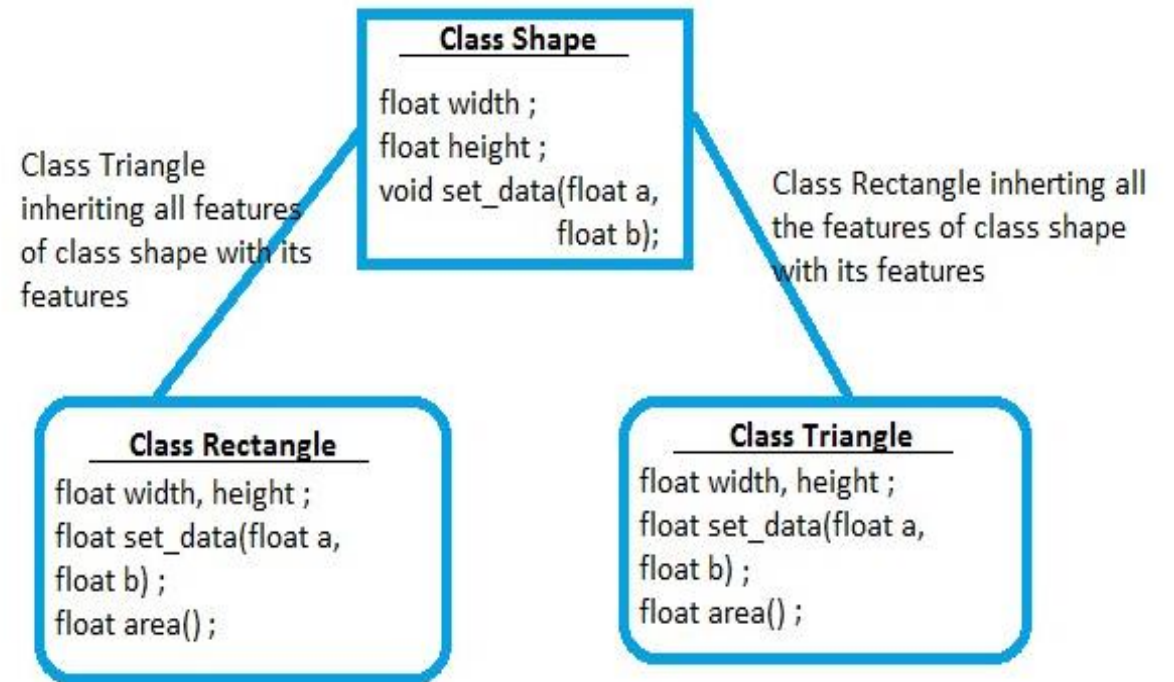 Class Shape
float width ;
float height ;
void set_data(float a,
float b);
Class Triangle
inheriting all features
of class shape with its
features
Class Rectangle inherting all
the features of class shape
with its features
Class Rectangle
float width, height ;
float set_data(float a,
float b) ;
float area() ;
Class Triangle
float width, height ;
float set_data(float a,
float b) ;
float area() ;